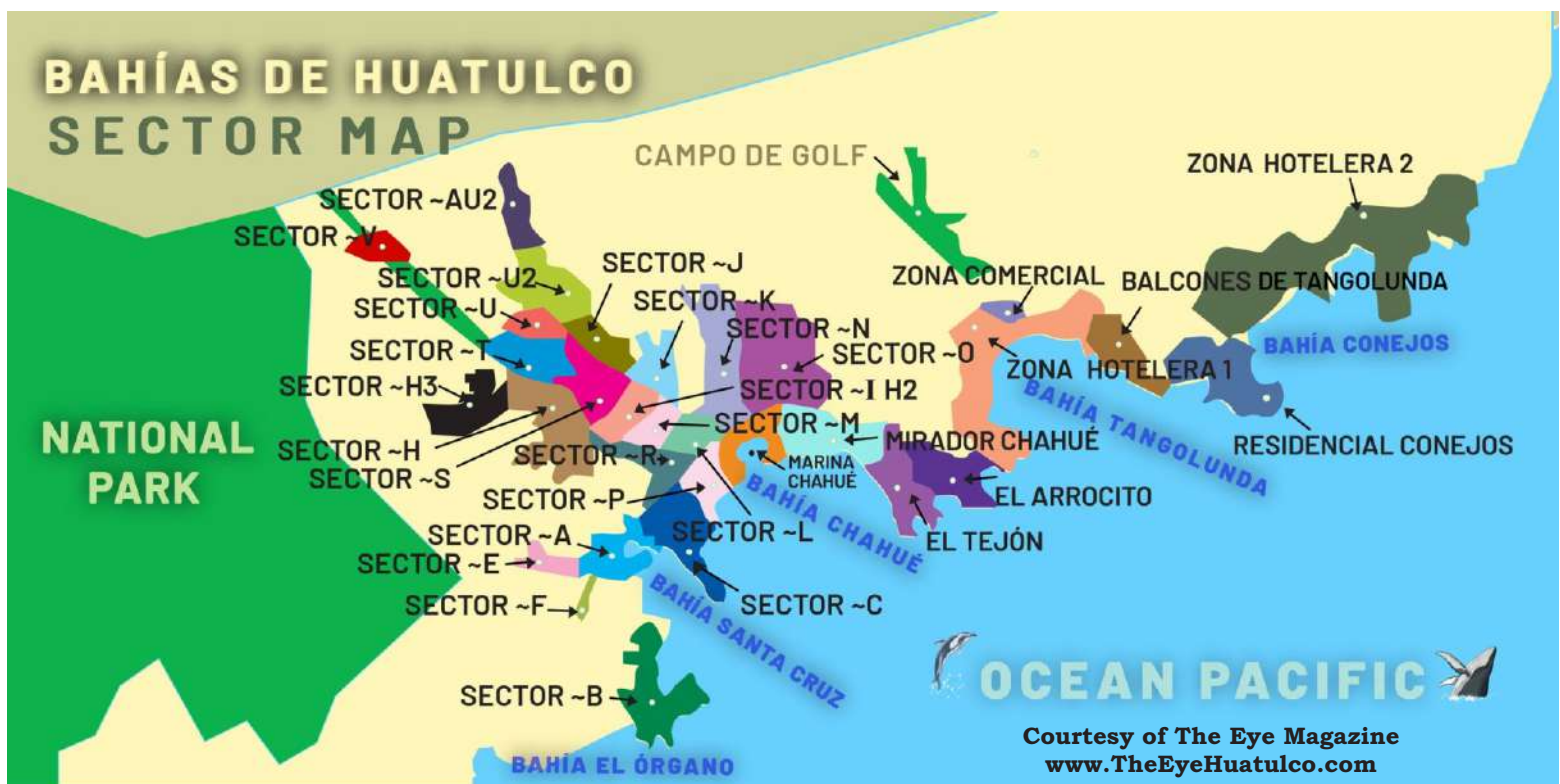 BAHÍAS DE HUATULCO
SECTOR MAP
CAMPO DE GOLF
ZONA HOTELERA 2
SECTOR ~AU2
SECTOR ~V
SECTOR ~U2
SECTOR ~J
ZONA COMERCIAL
BALCONES DE TANGOLUNDA
SECTOR ~U
SECTOR ~K
SECTOR ~N
BAHÍA CONEJOS
SECTOR ~T
SECTOR ~O
ZONA HOTELERA 1
SECTOR ~H3
SECTOR ~I H2
BAHÍA TANGOLUNDA
NATIONAL
PARK
SECTOR ~M
MIRADOR CHAHUÉ
RESIDENCIAL CONEJOS
SECTOR ~H
SECTOR ~R
MARINA
CHAHUÉ
SECTOR ~S
SECTOR ~P
BAHÍA CHAHUÉ
EL ARROCITO
SECTOR ~A
SECTOR ~L
EL TEJÓN
SECTOR ~E
SECTOR ~F
SECTOR ~C
BAHÍA SANTA CRUZ
SECTOR ~B
OCEAN PACIFIC
BAHÍA EL ÓRGANO
Courtesy of The Eye Magazine
www.TheEyeHuatulco.com